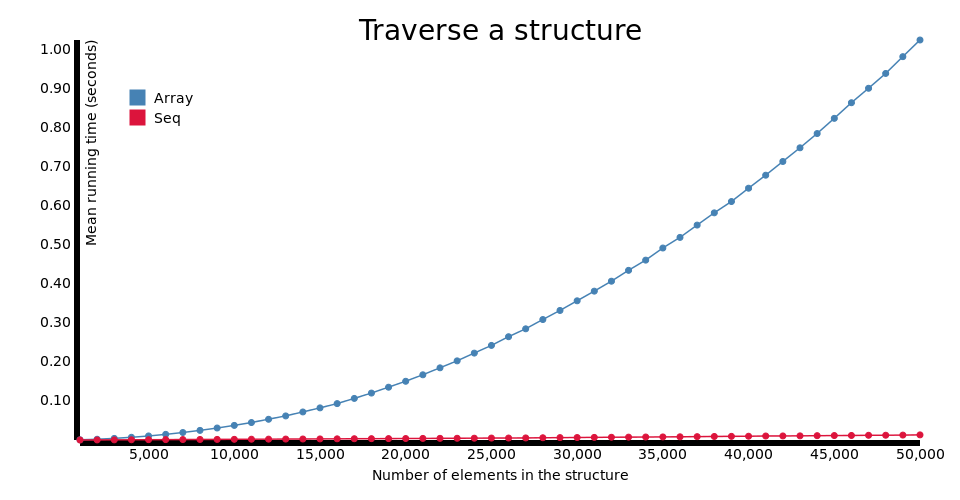 Traverse a structure
Mean running time (seconds)
1.00
0.90
0.80
0.70
0.60
0.50
0.40
0.30
0.20
0.10
Array
Seq
5,000 10,000 15,000 20,000 25,000 30,000 35,000 40,000 45,000 50,000
Number of elements in the structure